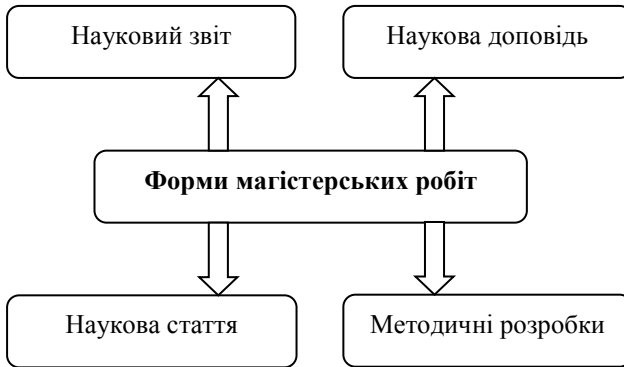 Науковий звіт
Наукова доповідь
Форми магістерських робіт
Наукова стаття
Методичні розробки